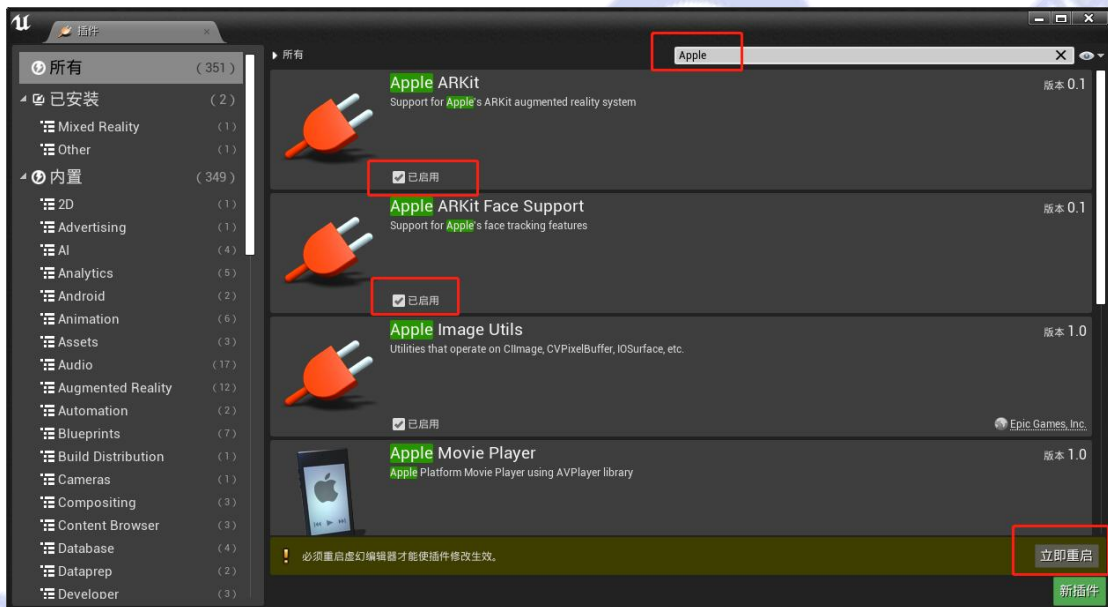 插件
所有 (351)
已安装 (2)
Mixed Reality (1)
Other (1)
内置 (349)
2D (1)
Advertising (1)
AI (4)
Analytics (5)
Android (2)
Animation (6)
Assets (3)
Audio (17)
Augmented Reality (12)
Automation (2)
Blueprints (7)
Build Distribution (1)
Cameras (1)
Compositing (3)
Content Browser (3)
Database (4)
Dataprep (2)
Developer (3)
所有
Apple
Apple ARKit
版本 0.1
Support for Apple's ARKit augmented reality system
已启用
Apple ARKit Face Support
版本 0.1
Support for Apple's face tracking features
已启用
Apple Image Utils
版本 1.0
Utilities that operate on CIImage, CVPixelBuffer, IOSurface, etc.
已启用
Epic Games, Inc.
Apple Movie Player
版本 1.0
Apple Platform Movie Player using AVPlayer library
必须重启虚幻编辑器才能使插件修改生效。
立即重启
新插件